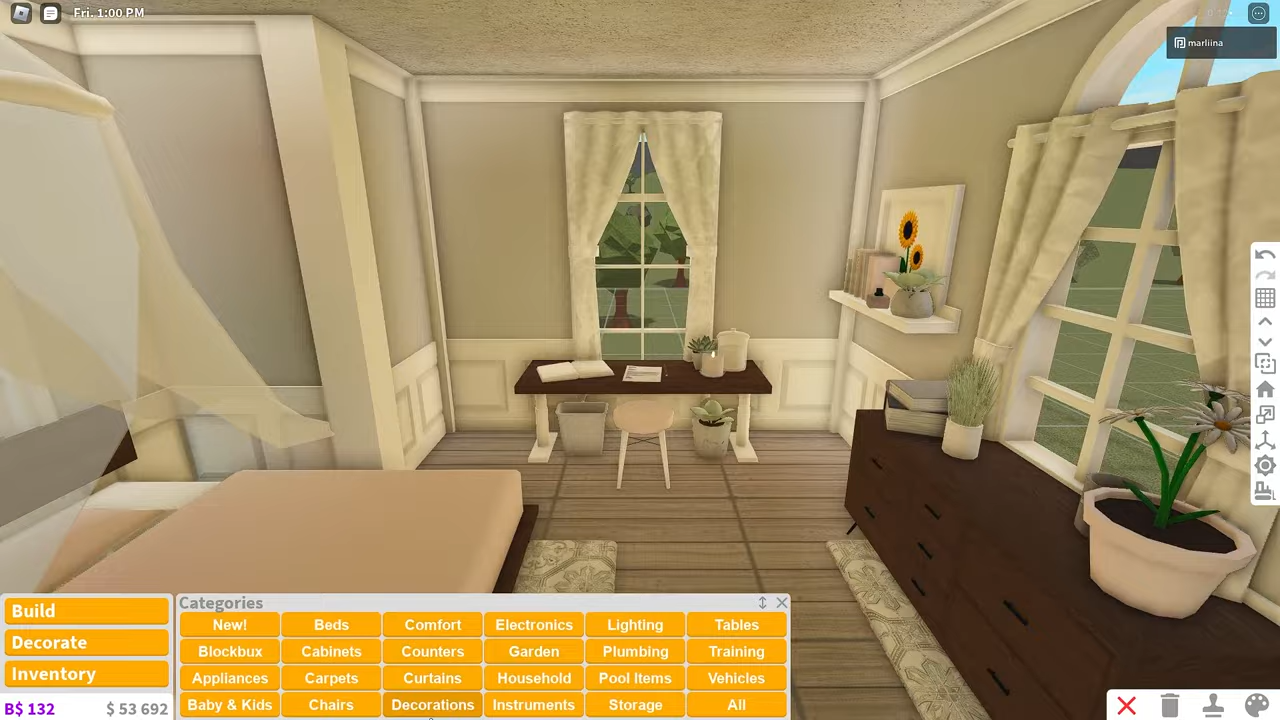 Fri. 1:00 PM
marliina
Build
Decorate
Inventory
B$ 132
$ 53 692
Categories
New! Beds Comfort Electronics Lighting Tables
Blockbux Cabinets Counters Garden Plumbing Training
Appliances Carpets Curtains Household Pool Items Vehicles
Baby & Kids Chairs Decorations Instruments Storage All